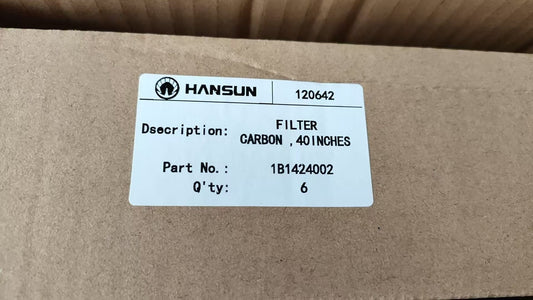 HANSUN 120642
Dsecription: FILTER
CARBON ,40INCHES
Part No.: 1B1424002
Q'ty: 6